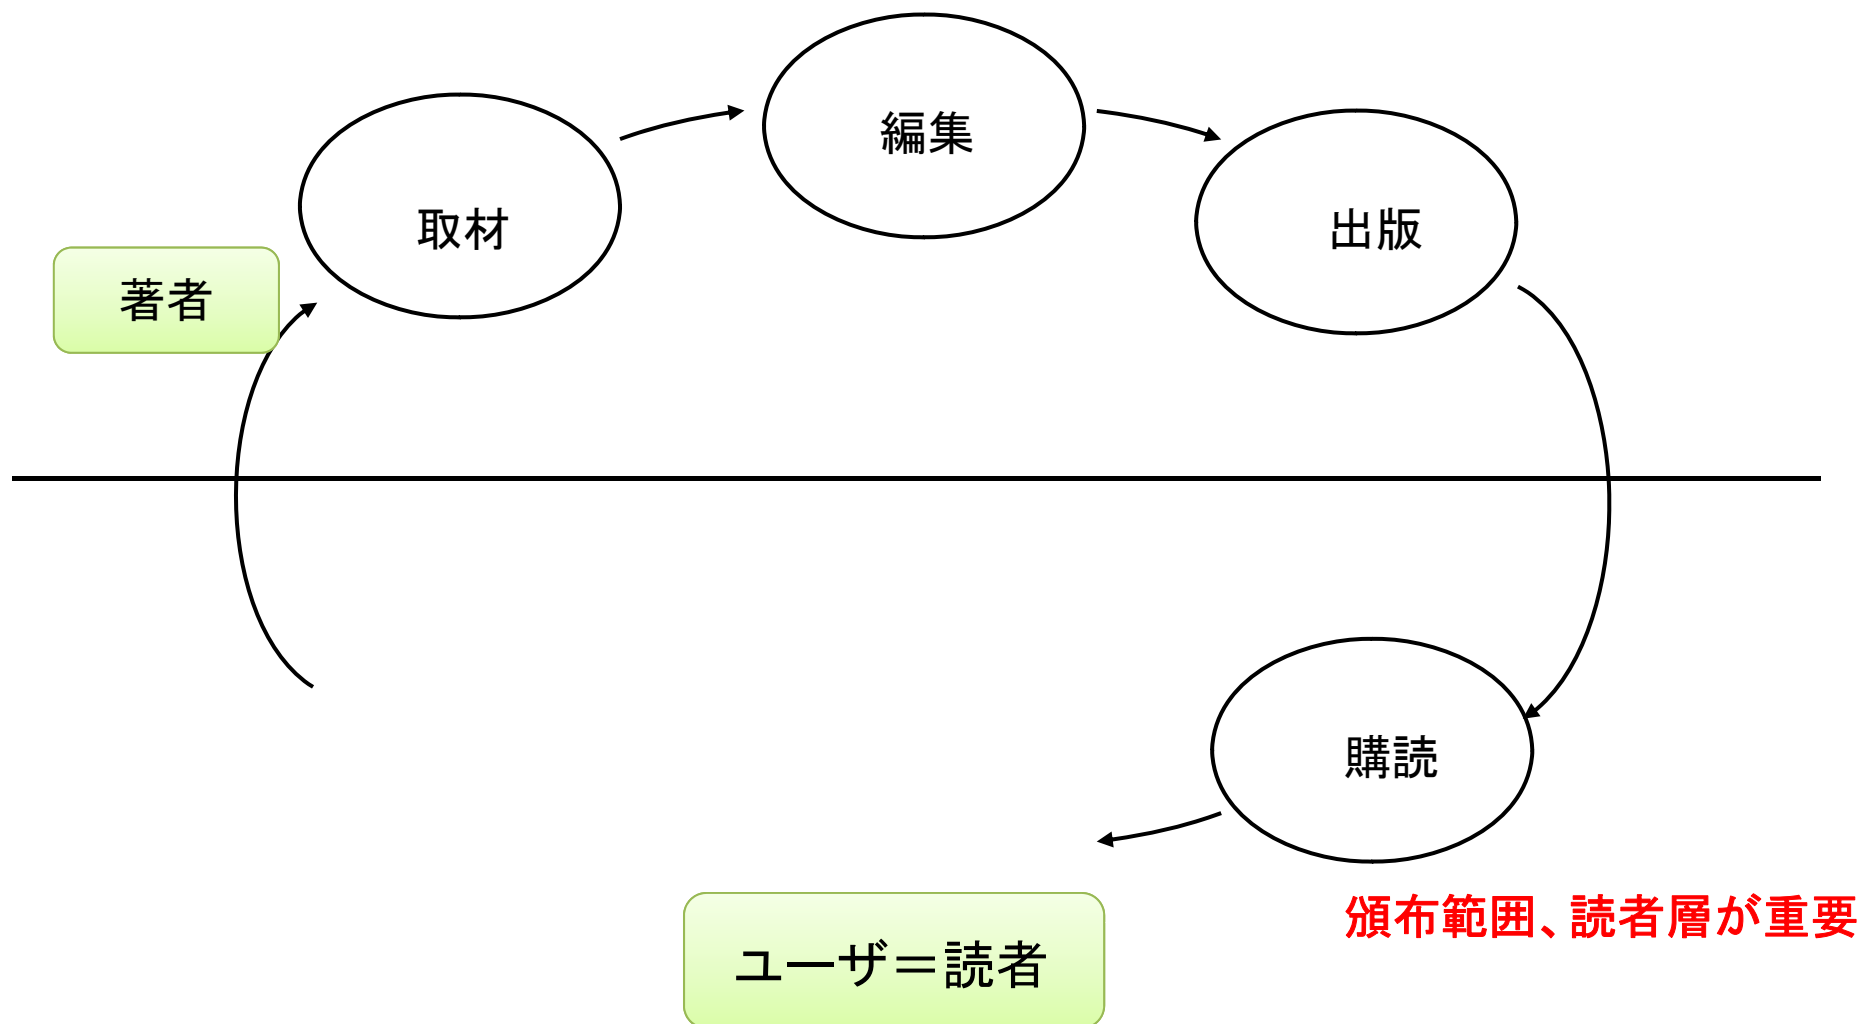 編集
取材
出版
著者
購読
頒布範囲、読者層が重要
ユーザ＝読者